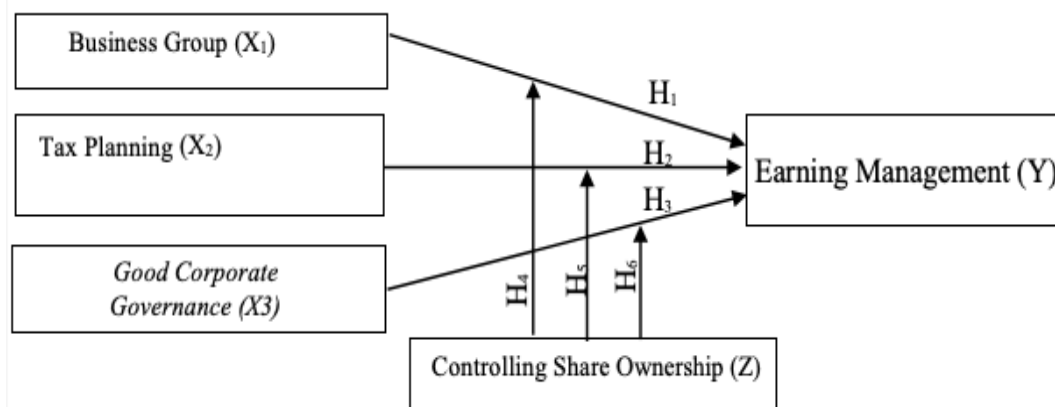 Business Group (X₁)
H₁
Tax Planning (X₂)
H₂
Earning Management (Y)
H₃
Good Corporate
Governance (X3)
H₄
H₅
H₆
Controlling Share Ownership (Z)